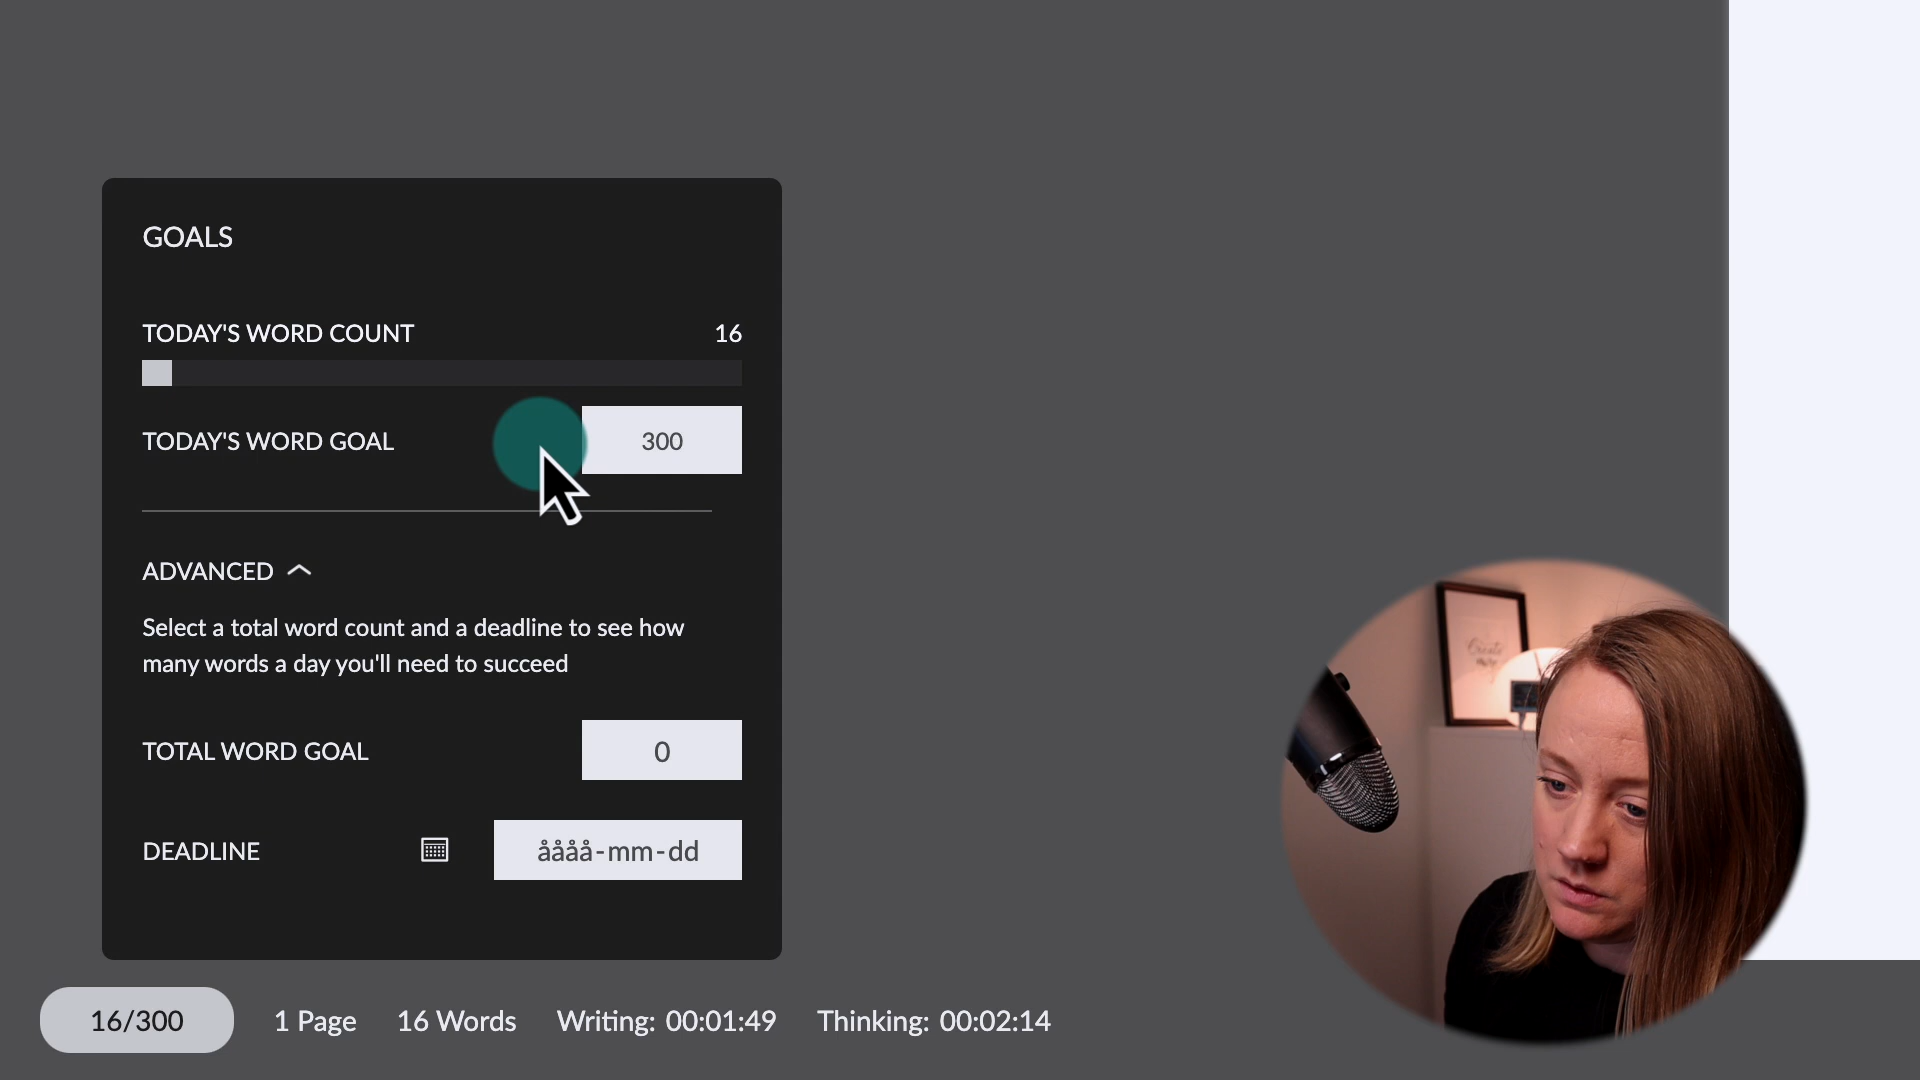 GOALS
TODAY'S WORD COUNT 16
TODAY'S WORD GOAL 300
ADVANCED
Select a total word count and a deadline to see how
many words a day you'll need to succeed
TOTAL WORD GOAL 0
DEADLINE åååå-mm-dd
16/300 1 Page 16 Words Writing: 00:01:49 Thinking: 00:02:14
Create